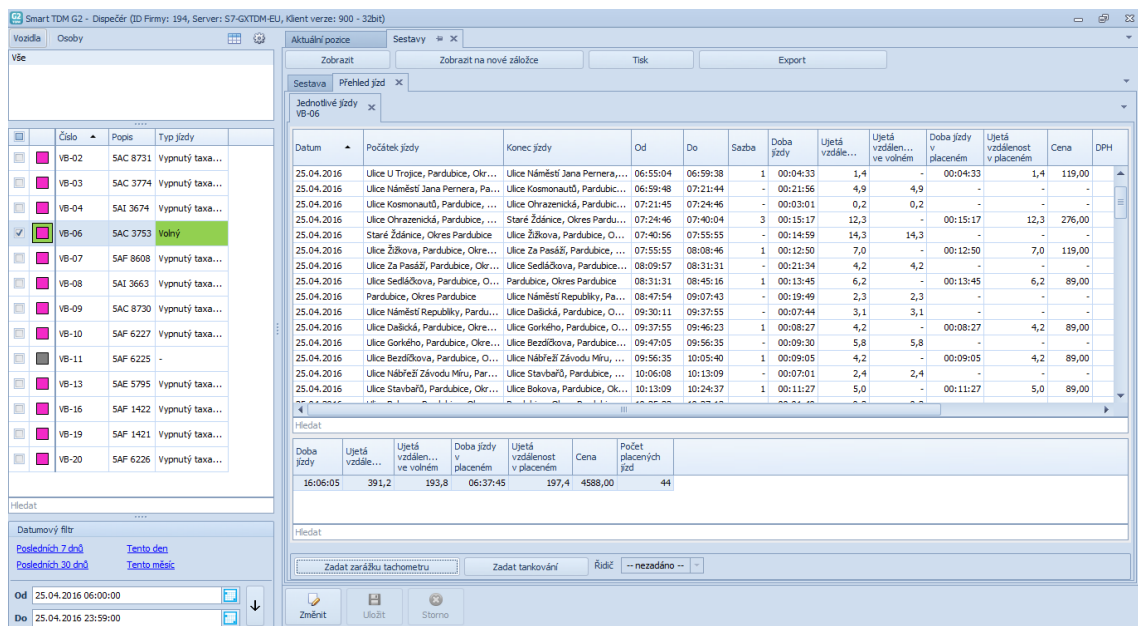 Smart TDM G2 - Dispečér (ID Firmy: 194, Server: S7-GXTDM-EU, Klient verze: 900 - 32bit)
Vozidla Osoby
Vše
Číslo Popis Typ jízdy
VB-02 5AC 8731 Vypnutý taxa...
VB-03 5AC 3774 Vypnutý taxa...
VB-04 5AI 3674 Vypnutý taxa...
VB-06 5AC 3753 Volný
VB-07 5AF 8608 Vypnutý taxa...
VB-08 5AI 3663 Vypnutý taxa...
VB-09 5AC 8730 Vypnutý taxa...
VB-10 5AF 6227 Vypnutý taxa...
VB-11 5AF 6225 -
VB-13 5AE 5795 Vypnutý taxa...
VB-16 5AF 1422 Vypnutý taxa...
VB-19 5AF 1421 Vypnutý taxa...
VB-20 5AF 6226 Vypnutý taxa...
Hledat
Datumový filtr
Posledních 7 dnů Tento den
Posledních 30 dnů Tento měsíc
Od 25.04.2016 06:00:00
Do 25.04.2016 23:59:00
Aktuální pozice Sestavy
Zobrazit Zobrazit na nové záložce Tisk Export
Sestava Přehled jízd
Jednotlivé jízdy
VB-06
Datum Počátek jízdy Konec jízdy Od Do Sazba Doba jízdy Ujetá vzdále... Ujetá vzdálen... ve volném Doba jízdy v placeném Ujetá vzdálenost v placeném Cena DPH
25.04.2016 Ulice U Trojice, Pardubice, Okr... Ulice Náměstí Jana Pernera,... 06:55:04 06:59:38 1 00:04:33 1,4 - 00:04:33 1,4 119,00
25.04.2016 Ulice Náměstí Jana Pernera, Pa... Ulice Kosmonautů, Pardubic... 06:59:48 07:21:44 - 00:21:56 4,9 4,9 - - -
25.04.2016 Ulice Kosmonautů, Pardubice, ... Ulice Ohrazenická, Pardubic... 07:21:45 07:24:46 - 00:03:01 0,2 0,2 - - -
25.04.2016 Ulice Ohrazenická, Pardubice, ... Staré Ždánice, Okres Pardu... 07:24:46 07:40:04 3 00:15:17 12,3 - 00:15:17 12,3 276,00
25.04.2016 Staré Ždánice, Okres Pardubice Ulice Žižkova, Pardubice, O... 07:40:56 07:55:55 - 00:14:59 14,3 14,3 - - -
25.04.2016 Ulice Žižkova, Pardubice, Okre... Ulice Za Pasáží, Pardubice,... 07:55:55 08:08:46 1 00:12:50 7,0 - 00:12:50 7,0 119,00
25.04.2016 Ulice Za Pasáží, Pardubice, Okr... Ulice Sedláčkova, Pardubice... 08:09:57 08:31:31 - 00:21:34 4,2 4,2 - - -
25.04.2016 Ulice Sedláčkova, Pardubice, O... Pardubice, Okres Pardubice 08:31:31 08:45:16 1 00:13:45 6,2 - 00:13:45 6,2 89,00
25.04.2016 Pardubice, Okres Pardubice Ulice Náměstí Republiky, Pa... 08:47:54 09:07:43 - 00:19:49 2,3 2,3 - - -
25.04.2016 Ulice Náměstí Republiky, Pardu... Ulice Dašická, Pardubice, O... 09:30:11 09:37:55 - 00:07:44 3,1 3,1 - - -
25.04.2016 Ulice Dašická, Pardubice, Okre... Ulice Gorkého, Pardubice, O... 09:37:55 09:46:23 1 00:08:27 4,2 - 00:08:27 4,2 89,00
25.04.2016 Ulice Gorkého, Pardubice, Okre... Ulice Bezdíčkova, Pardubice... 09:47:05 09:56:35 - 00:09:30 5,8 5,8 - - -
25.04.2016 Ulice Bezdíčkova, Pardubice, O... Ulice Nábřeží Závodu Míru, ... 09:56:35 10:05:40 1 00:09:05 4,2 - 00:09:05 4,2 89,00
25.04.2016 Ulice Nábřeží Závodu Míru, Par... Ulice Stavbařů, Pardubice, ... 10:06:08 10:13:09 - 00:07:01 2,4 2,4 - - -
25.04.2016 Ulice Stavbařů, Pardubice, Okr... Ulice Bokova, Pardubice, Ok... 10:13:09 10:24:37 1 00:11:27 5,0 - 00:11:27 5,0 89,00
Hledat
Doba jízdy Ujetá vzdále... Ujetá vzdálen... ve volném Doba jízdy v placeném Ujetá vzdálenost v placeném Cena Počet placených jízd
16:06:05 391,2 193,8 06:37:45 197,4 4588,00 44
Hledat
Zadat zarážku tachometru Zadat tankování Řidič -- nezadáno --
Změnit Uložit Storno